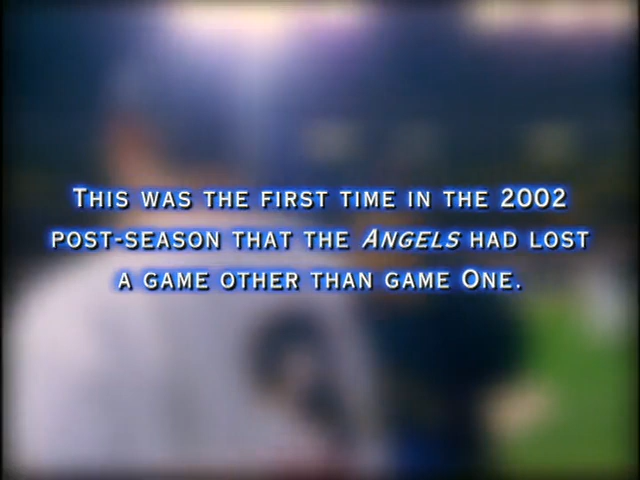 This was the first time in the 2002
post-season that the Angels had lost
a game other than game One.